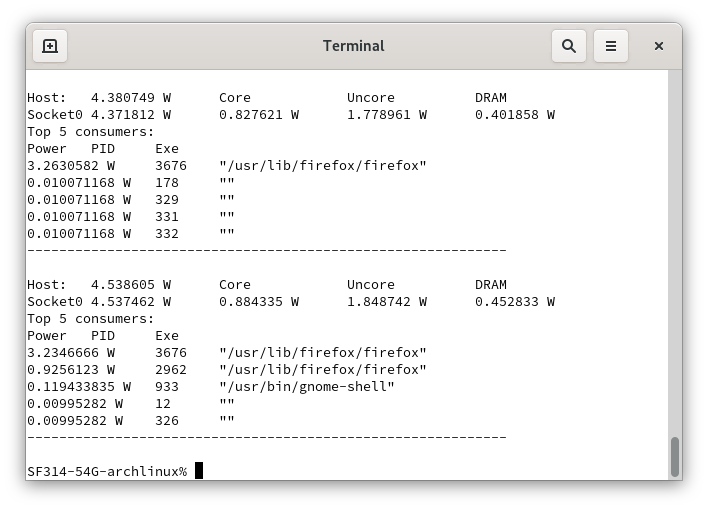 Terminal
Host:   4.380749 W      Core            Uncore          DRAM
Socket0 4.371812 W      0.827621 W      1.778961 W      0.401858 W
Top 5 consumers:
Power   PID     Exe
3.2630582 W     3676    "/usr/lib/firefox/firefox"
0.010071168 W   178     ""
0.010071168 W   329     ""
0.010071168 W   331     ""
0.010071168 W   332     ""
------------------------------------------------------------
Host:   4.538605 W      Core            Uncore          DRAM
Socket0 4.537462 W      0.884335 W      1.848742 W      0.452833 W
Top 5 consumers:
Power   PID     Exe
3.2346666 W     3676    "/usr/lib/firefox/firefox"
0.9256123 W     2962    "/usr/lib/firefox/firefox"
0.119433835 W   933     "/usr/bin/gnome-shell"
0.00995282 W    12      ""
0.00995282 W    326     ""
------------------------------------------------------------
SF314-54G-archlinux%